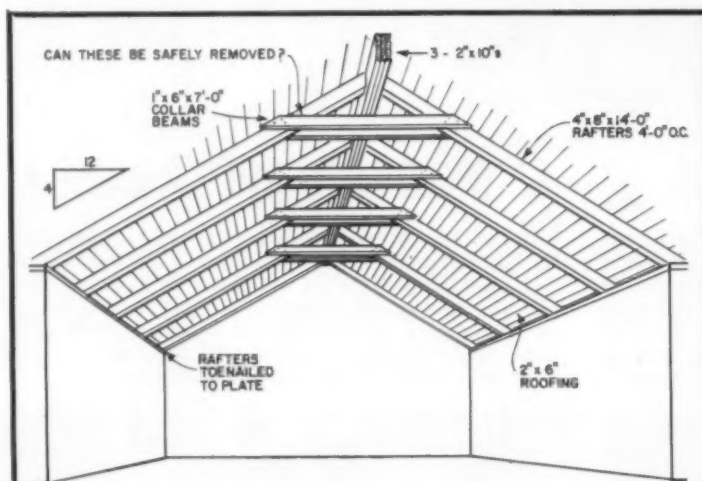 CAN THESE BE SAFELY REMOVED?
3 - 2"x10"s
1"x 6"x 7'-0"
COLLAR
BEAMS
4"x 8"x 14'-0"
RAFTERS 4'-0" O.C.
12
4
RAFTERS
TOENAILED
TO PLATE
2"x 6"
ROOFING